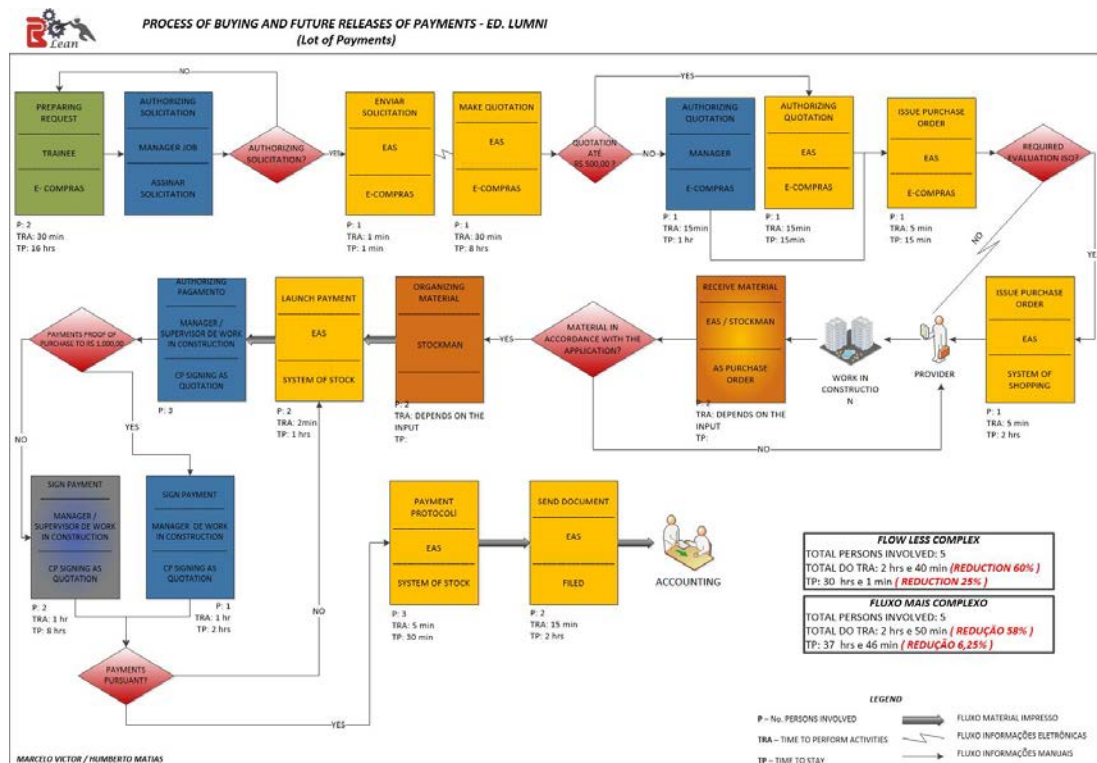 Lean
PROCESS OF BUYING AND FUTURE RELEASES OF PAYMENTS - ED. LUMNI
(Lot of Payments)
NO
YES
PREPARING
REQUEST
TRAINEE
E- COMPRAS
P: 2
TRA: 30 min
TP: 16 hrs
AUTHORIZING
SOLICITATION
MANAGER JOB
ASSINAR
SOLICITATION
AUTHORIZING
SOLICITATION?
YES
ENVIAR
SOLICITATION
EAS
E-COMPRAS
P: 1
TRA: 1 min
TP: 1 min
MAKE QUOTATION
EAS
E-COMPRAS
P: 1
TRA: 30 min
TP: 8 hrs
QUOTATION
ATÉ
R$ 500,00 ?
NO
AUTHORIZING
QUOTATION
MANAGER
E-COMPRAS
P: 1
TRA: 15min
TP: 1 hr
AUTHORIZING
QUOTATION
EAS
E-COMPRAS
P: 1
TRA: 15min
TP: 15min
ISSUE PURCHASE
ORDER
EAS
E-COMPRAS
P: 1
TRA: 5 min
TP: 15 min
REQUIRED
EVALUATION ISO?
NO
YES
PAYMENTS PROOF OF
PURCHASE TO R$ 1.000,00
AUTHORIZING
PAGAMENTO
MANAGER /
SUPERVISOR DE WORK
IN CONSTRUCTION
CP SIGNING AS
QUOTATION
P: 3
LAUNCH PAYMENT
EAS
SYSTEM OF STOCK
P: 2
TRA: 2min
TP: 1 hrs
ORGANIZING
MATERIAL
STOCKMAN
P: 2
TRA: DEPENDS ON THE
INPUT
TP:
YES
MATERIAL IN
ACCORDANCE WITH THE
APPLICATION?
RECEIVE MATERIAL
EAS / STOCKMAN
AS PURCHASE
ORDER
P: 2
TRA: DEPENDS ON THE
INPUT
TP:
WORK IN
CONSTRUCTIO
N
PROVIDER
ISSUE PURCHASE
ORDER
EAS
SYSTEM OF
SHOPPING
P: 1
TRA: 5 min
TP: 2 hrs
NO
NO
YES
SIGN PAYMENT
MANAGER /
SUPERVISOR DE WORK
IN CONSTRUCTION
CP SIGNING AS
QUOTATION
P: 2
TRA: 1 hr
TP: 8 hrs
SIGN PAYMENT
MANAGER DE WORK
IN CONSTRUCTION
CP SIGNING AS
QUOTATION
P: 1
TRA: 1 hr
TP: 2 hrs
NO
PAYMENTS
PURSUANT?
YES
PAYMENT
PROTOCOLI
EAS
SYSTEM OF STOCK
P: 3
TRA: 5 min
TP: 30 min
SEND DOCUMENT
EAS
FILED
P: 2
TRA: 15 min
TP: 2 hrs
ACCOUNTING
FLOW LESS COMPLEX
TOTAL PERSONS INVOLVED: 5
TOTAL DO TRA: 2 hrs e 40 min ( REDUCTION 60% )
TP: 30 hrs e 1 min ( REDUCTION 25% )
FLUXO MAIS COMPLEXO
TOTAL PERSONS INVOLVED: 5
TOTAL DO TRA: 2 hrs e 50 min ( REDUÇÃO 58% )
TP: 37 hrs e 46 min ( REDUÇÃO 6,25% )
LEGEND
P – No. PERSONS INVOLVED
FLUXO MATERIAL IMPRESSO
TRA – TIME TO PERFORM ACTIVITIES
FLUXO INFORMAÇÕES ELETRÔNICAS
TP – TIME TO STAY
FLUXO INFORMAÇÕES MANUAIS
MARCELO VICTOR / HUMBERTO MATIAS